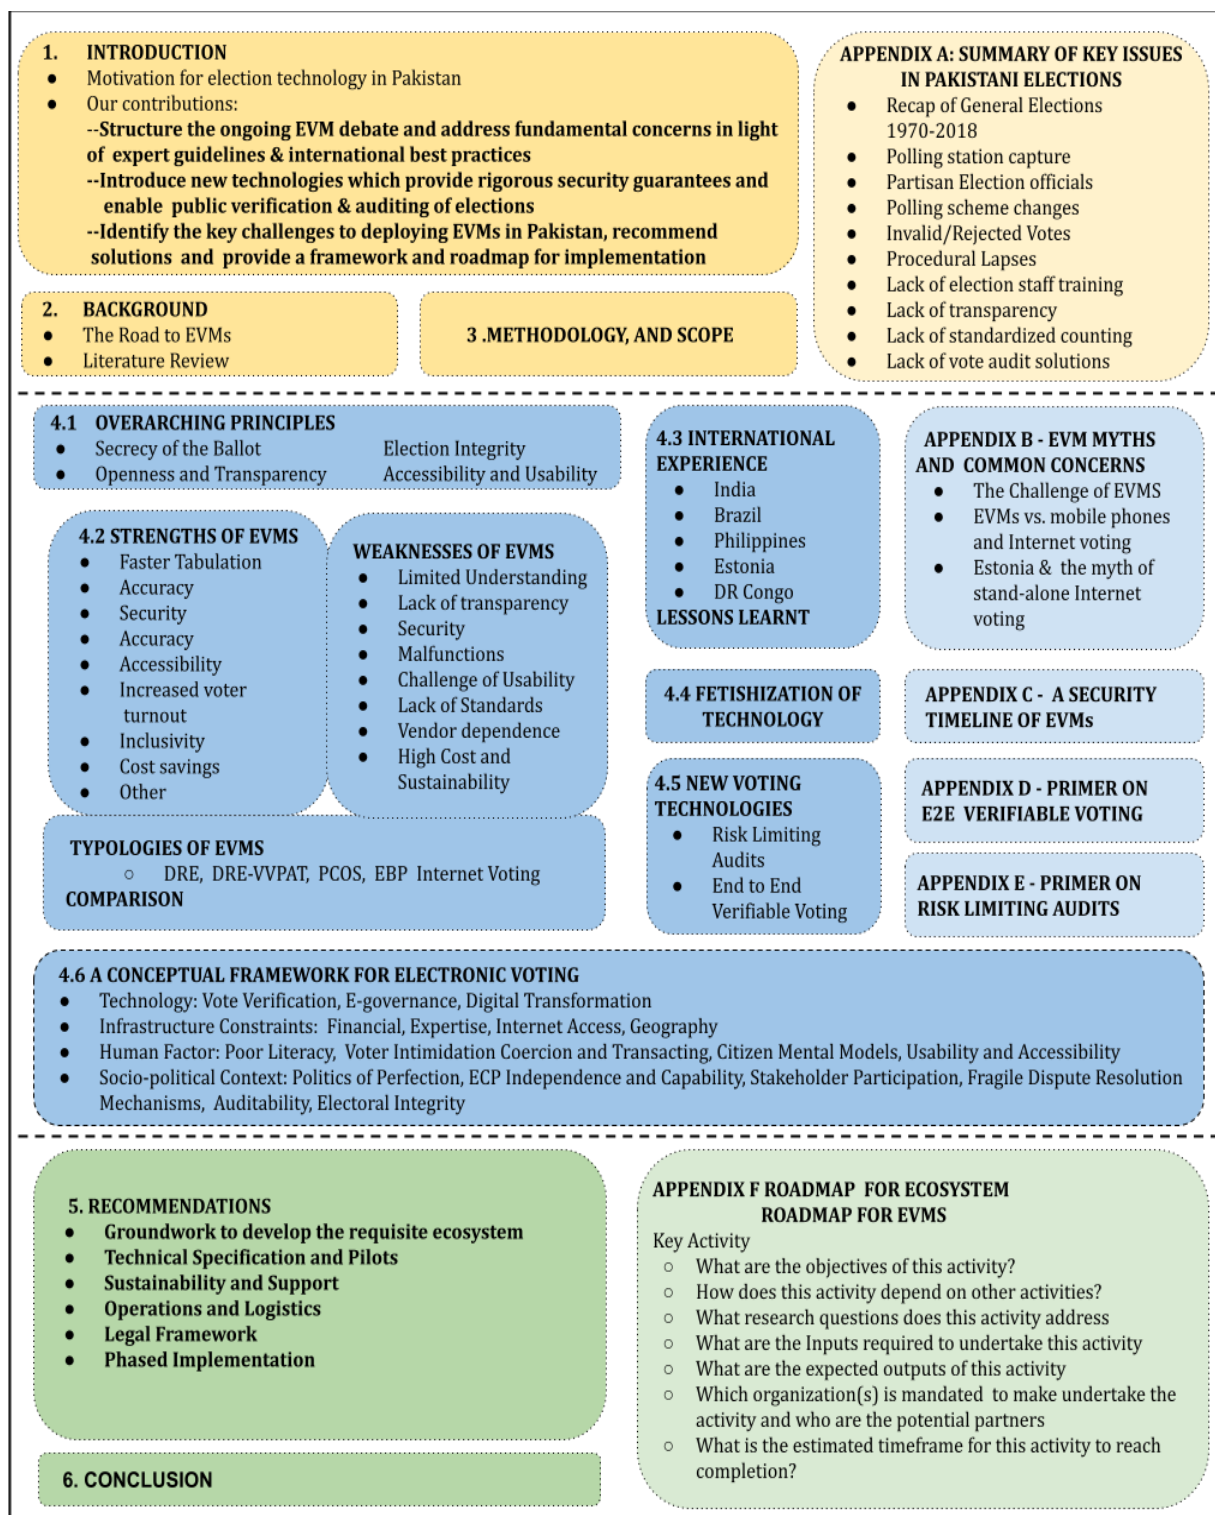 1. INTRODUCTION
● Motivation for election technology in Pakistan
● Our contributions:
--Structure the ongoing EVM debate and address fundamental concerns in light
of expert guidelines & international best practices
--Introduce new technologies which provide rigorous security guarantees and
enable public verification & auditing of elections
--Identify the key challenges to deploying EVMs in Pakistan, recommend
solutions and provide a framework and roadmap for implementation
2. BACKGROUND
● The Road to EVMs
● Literature Review
3 .METHODOLOGY, AND SCOPE
APPENDIX A: SUMMARY OF KEY ISSUES
IN PAKISTANI ELECTIONS
● Recap of General Elections
1970-2018
● Polling station capture
● Partisan Election officials
● Polling scheme changes
● Invalid/Rejected Votes
● Procedural Lapses
● Lack of election staff training
● Lack of transparency
● Lack of standardized counting
● Lack of vote audit solutions
4.1 OVERARCHING PRINCIPLES
● Secrecy of the Ballot Election Integrity
● Openness and Transparency Accessibility and Usability
4.2 STRENGTHS OF EVMS
● Faster Tabulation
● Accuracy
● Security
● Accuracy
● Accessibility
● Increased voter
turnout
● Inclusivity
● Cost savings
● Other
WEAKNESSES OF EVMS
● Limited Understanding
● Lack of transparency
● Security
● Malfunctions
● Challenge of Usability
● Lack of Standards
● Vendor dependence
● High Cost and
Sustainability
TYPOLOGIES OF EVMS
○ DRE, DRE-VVPAT, PCOS, EBP Internet Voting
COMPARISON
4.3 INTERNATIONAL
EXPERIENCE
● India
● Brazil
● Philippines
● Estonia
● DR Congo
LESSONS LEARNT
4.4 FETISHIZATION OF
TECHNOLOGY
4.5 NEW VOTING
TECHNOLOGIES
● Risk Limiting
Audits
● End to End
Verifiable Voting
APPENDIX B - EVM MYTHS
AND COMMON CONCERNS
● The Challenge of EVMS
● EVMs vs. mobile phones
and Internet voting
● Estonia & the myth of
stand-alone Internet
voting
APPENDIX C - A SECURITY
TIMELINE OF EVMs
APPENDIX D - PRIMER ON
E2E VERIFIABLE VOTING
APPENDIX E - PRIMER ON
RISK LIMITING AUDITS
4.6 A CONCEPTUAL FRAMEWORK FOR ELECTRONIC VOTING
● Technology: Vote Verification, E-governance, Digital Transformation
● Infrastructure Constraints: Financial, Expertise, Internet Access, Geography
● Human Factor: Poor Literacy, Voter Intimidation Coercion and Transacting, Citizen Mental Models, Usability and Accessibility
● Socio-political Context: Politics of Perfection, ECP Independence and Capability, Stakeholder Participation, Fragile Dispute Resolution
Mechanisms, Auditability, Electoral Integrity
5. RECOMMENDATIONS
● Groundwork to develop the requisite ecosystem
● Technical Specification and Pilots
● Sustainability and Support
● Operations and Logistics
● Legal Framework
● Phased Implementation
6. CONCLUSION
APPENDIX F ROADMAP FOR ECOSYSTEM
ROADMAP FOR EVMS
Key Activity
○ What are the objectives of this activity?
○ How does this activity depend on other activities?
○ What research questions does this activity address
○ What are the Inputs required to undertake this activity
○ What are the expected outputs of this activity
○ Which organization(s) is mandated to make undertake the
activity and who are the potential partners
○ What is the estimated timeframe for this activity to reach
completion?